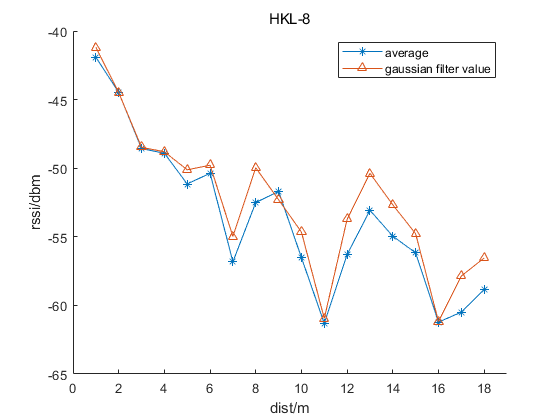 HKL-8
average
gaussian filter value
rssi/dbm
-40
-45
-50
-55
-60
-65
0 2 4 6 8 10 12 14 16 18
dist/m